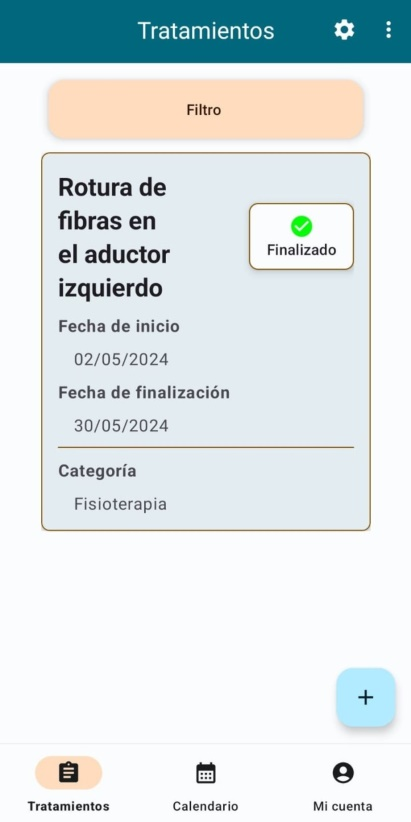 Tratamientos
Filtro
Rotura de
fibras en
el aductor
izquierdo
Finalizado
Fecha de inicio
02/05/2024
Fecha de finalización
30/05/2024
Categoría
Fisioterapia
+
Tratamientos
Calendario
Mi cuenta